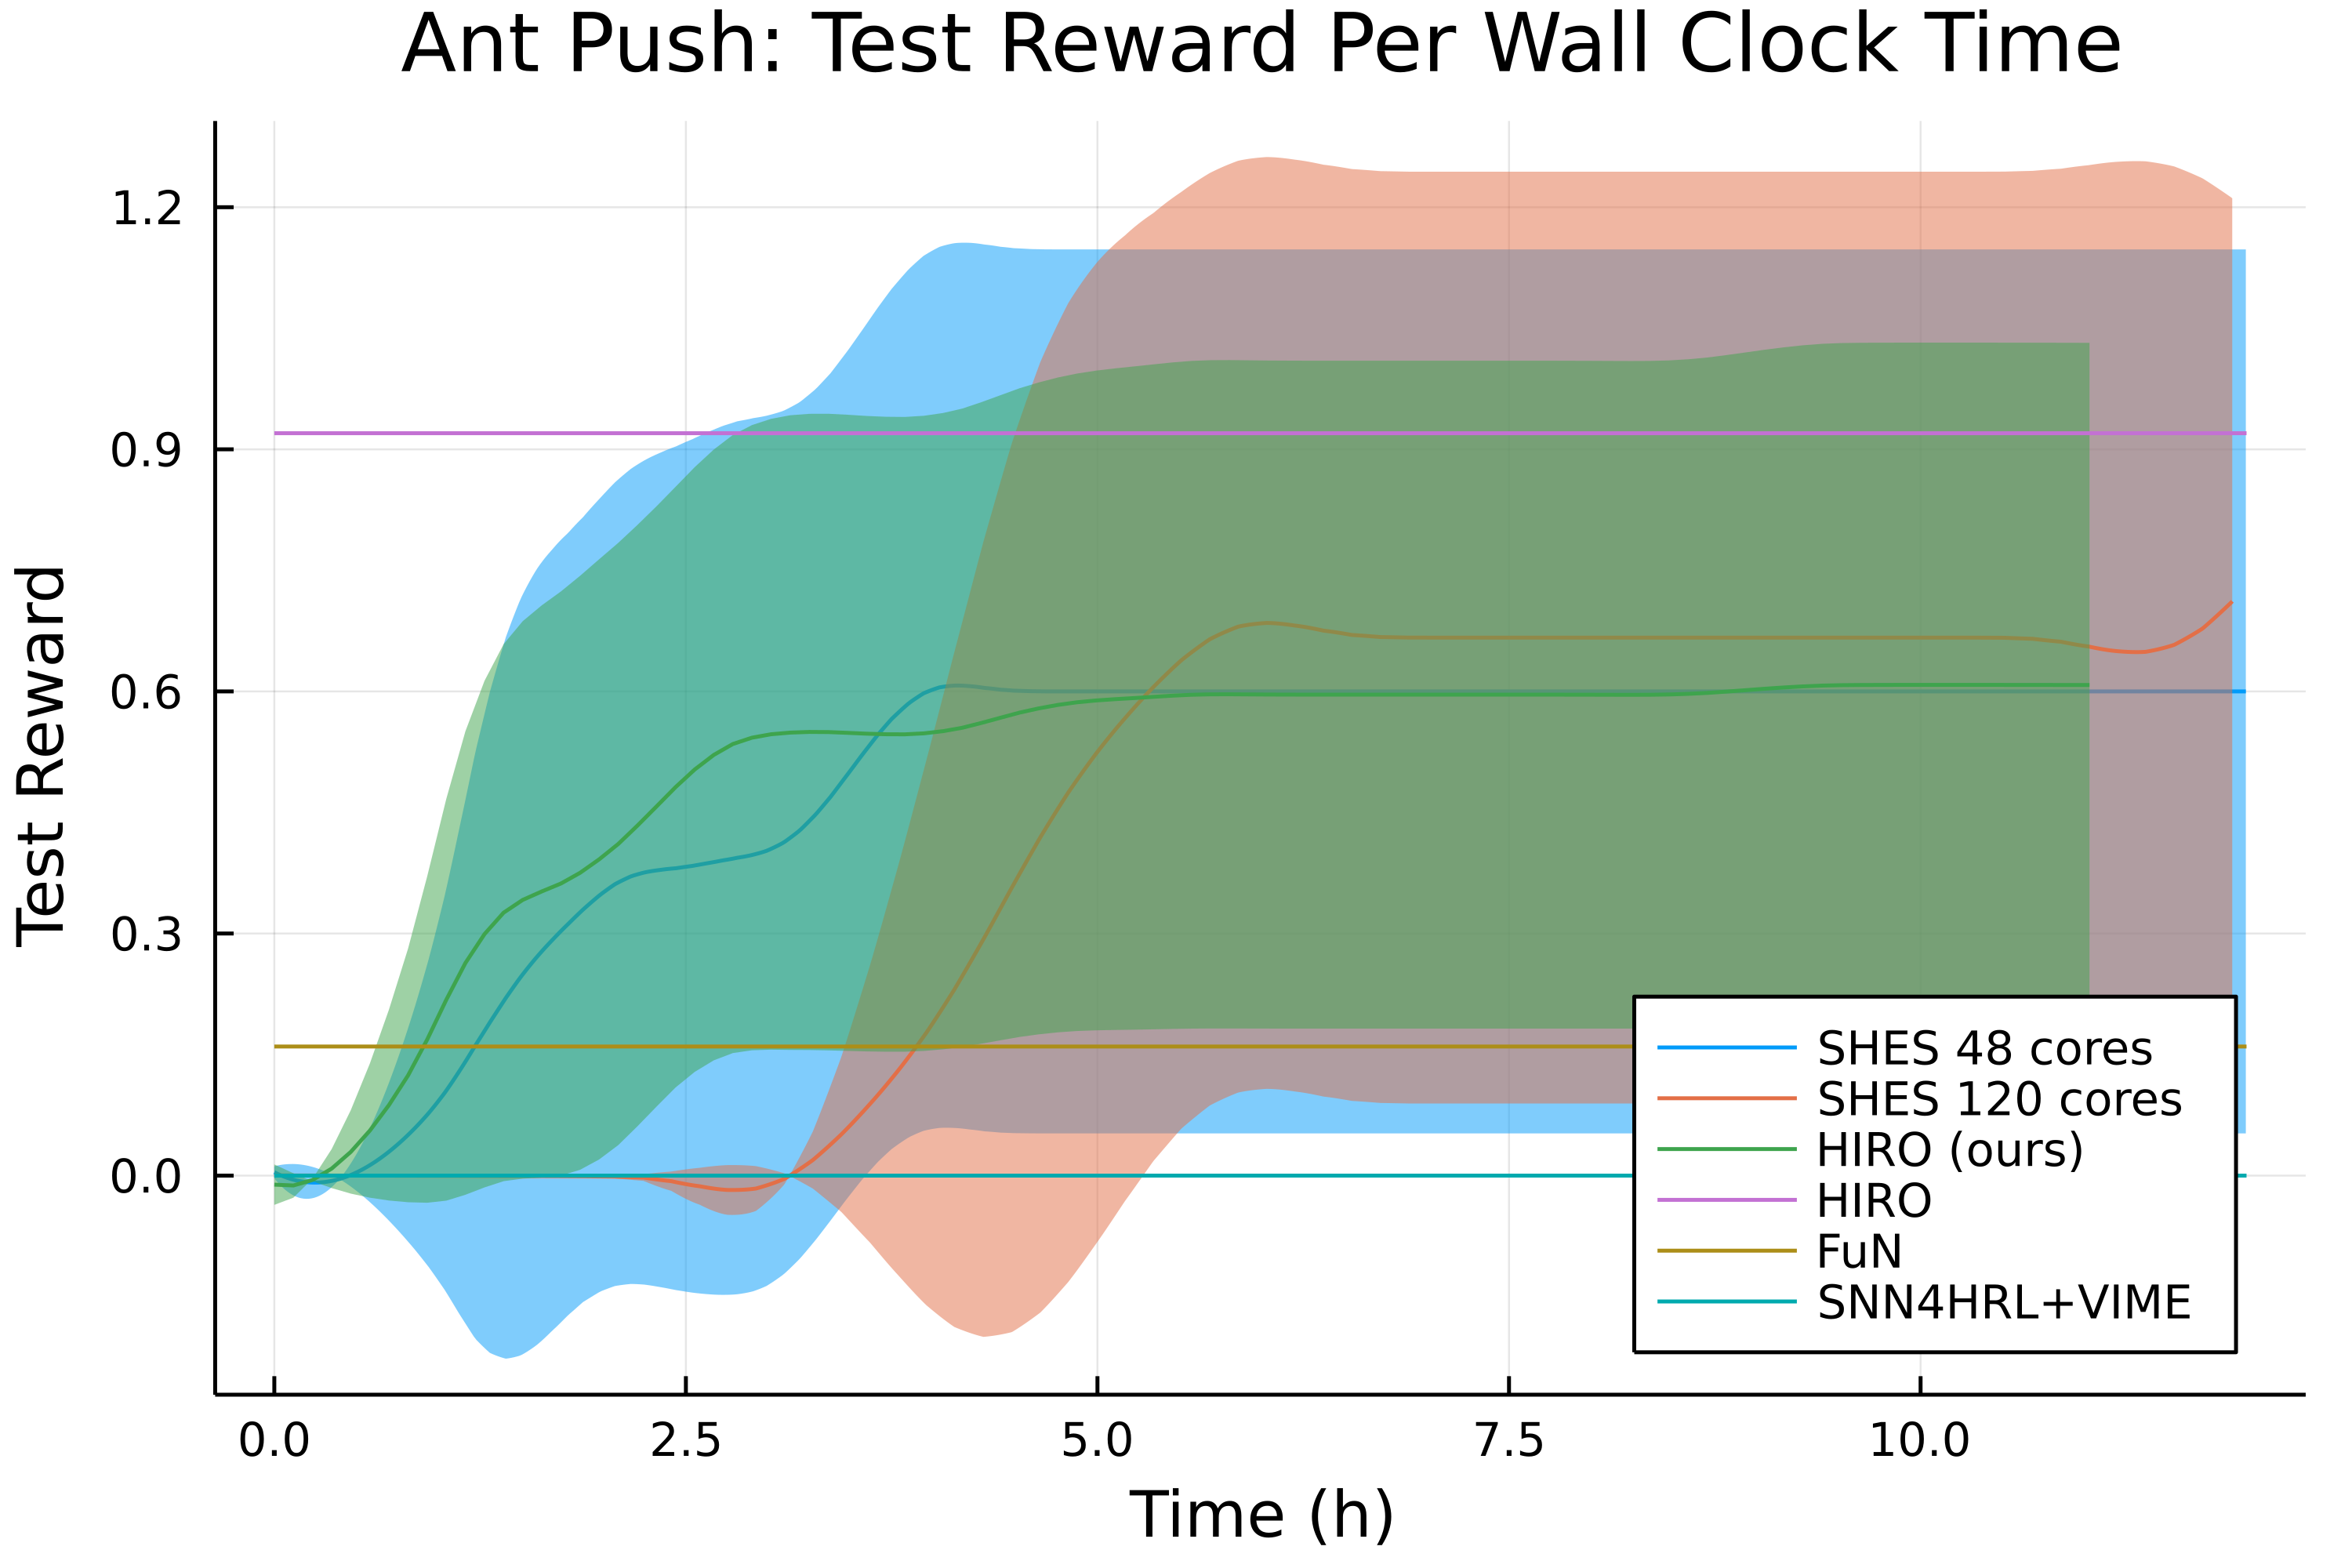 Ant Push: Test Reward Per Wall Clock Time
Test Reward
1.2
0.9
0.6
0.3
0.0
SHES 48 cores
SHES 120 cores
HIRO (ours)
HIRO
FuN
SNN4HRL+VIME
0.0 2.5 5.0 7.5 10.0
Time (h)